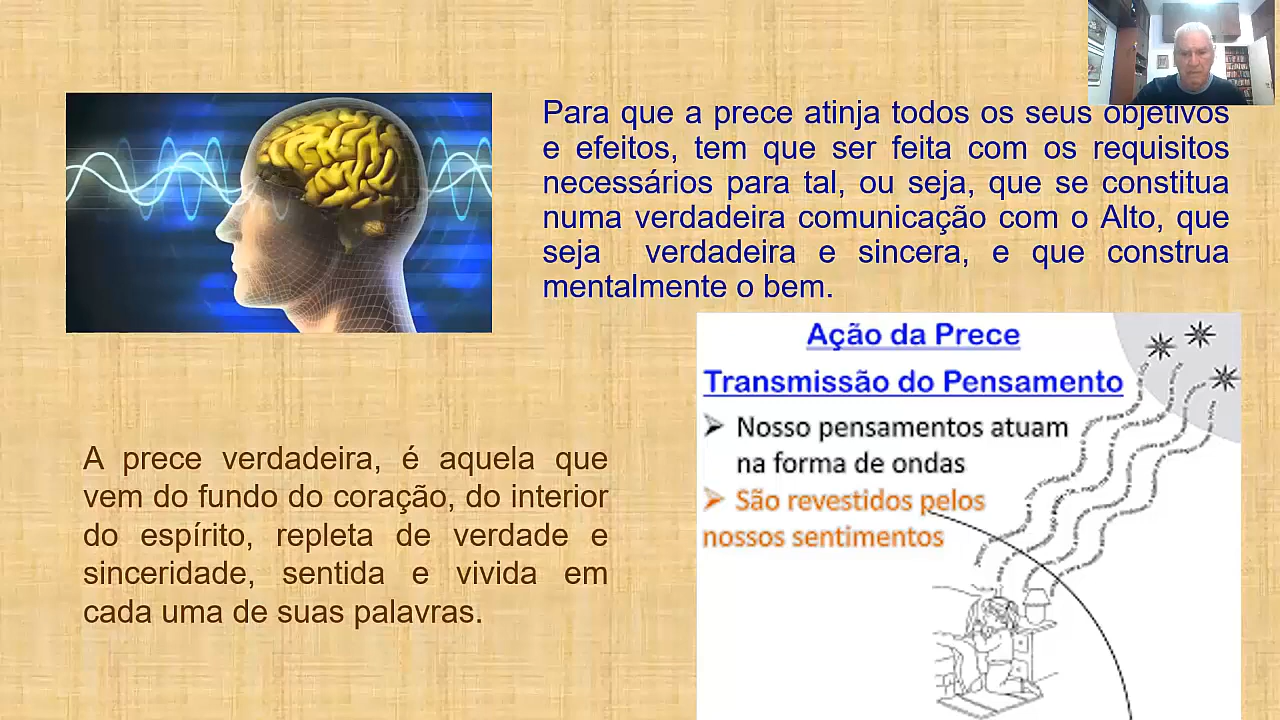 Para que a prece atinja todos os seus objetivos
e efeitos, tem que ser feita com os requisitos
necessários para tal, ou seja, que se constitua
numa verdadeira comunicação com o Alto, que
seja verdadeira e sincera, e que construa
mentalmente o bem.
Ação da Prece
Transmissão do Pensamento
➤ Nosso pensamentos atuam
na forma de ondas
➤ São revestidos pelos
nossos sentimentos
A prece verdadeira, é aquela que
vem do fundo do coração, do interior
do espírito, repleta de verdade e
sinceridade, sentida e vivida em
cada uma de suas palavras.